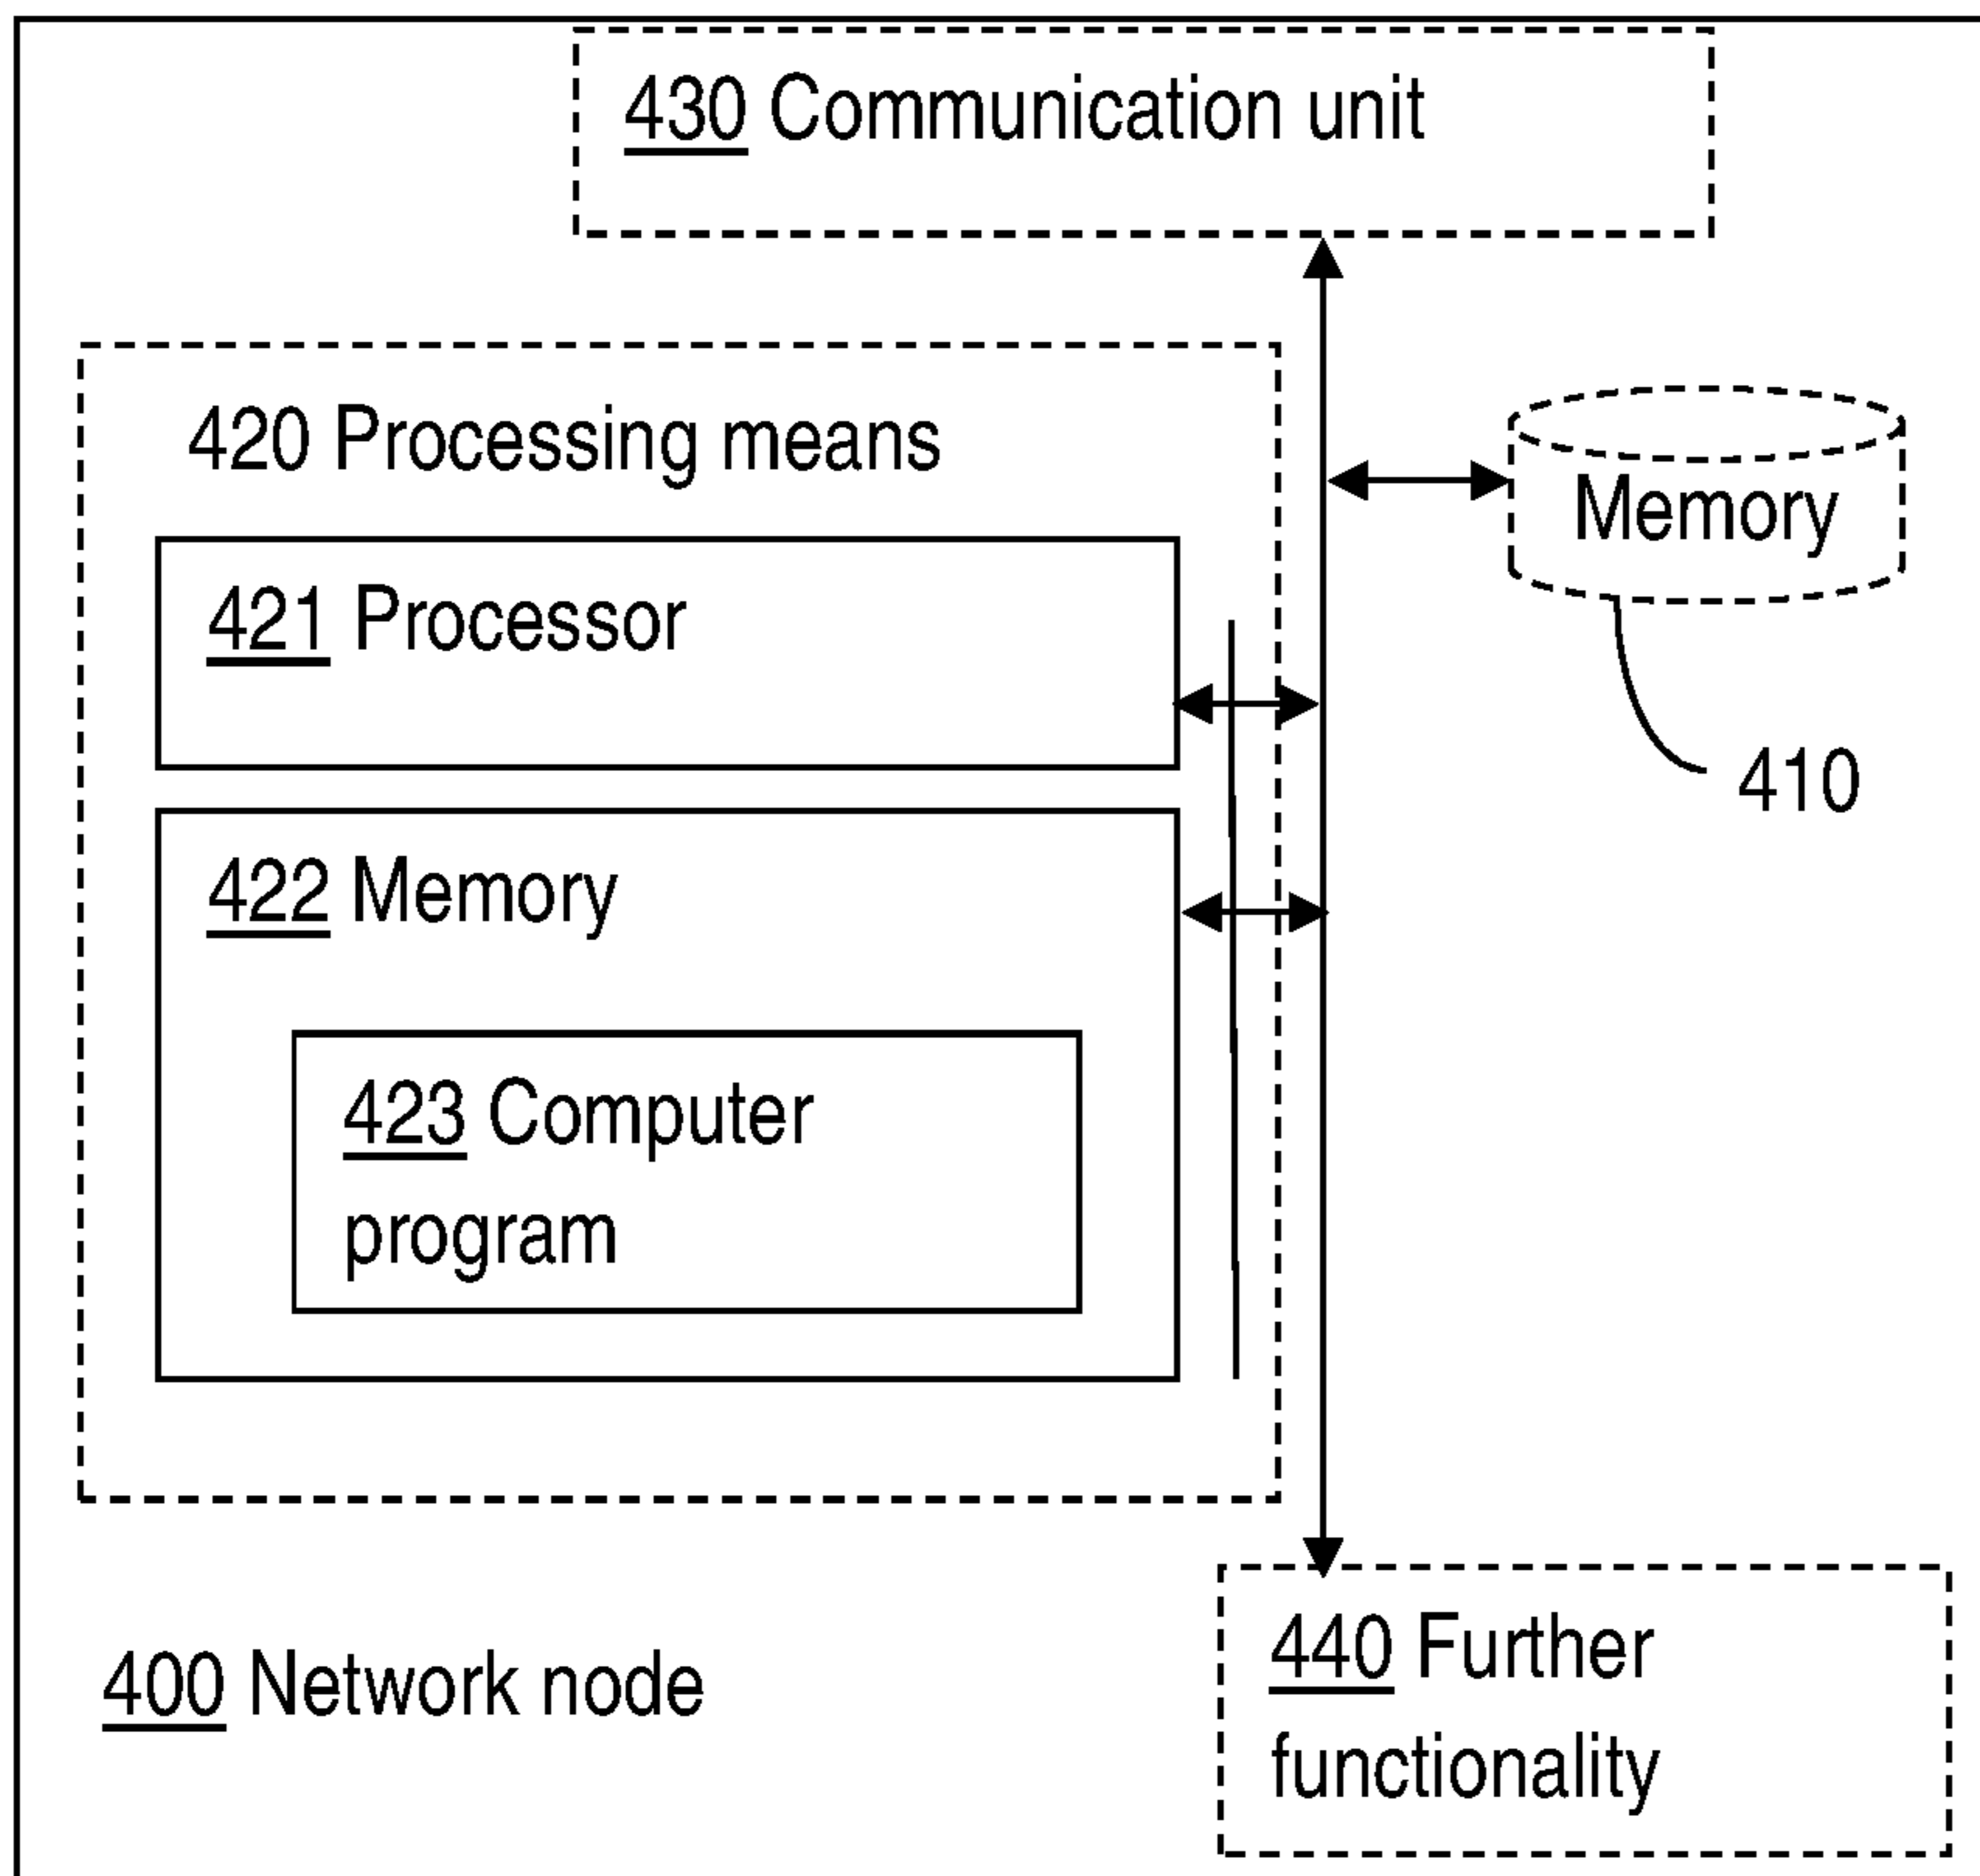 430 Communication unit
420 Processing means
Memory
421 Processor
410
422 Memory
423 Computer
program
400 Network node
440 Further
functionality